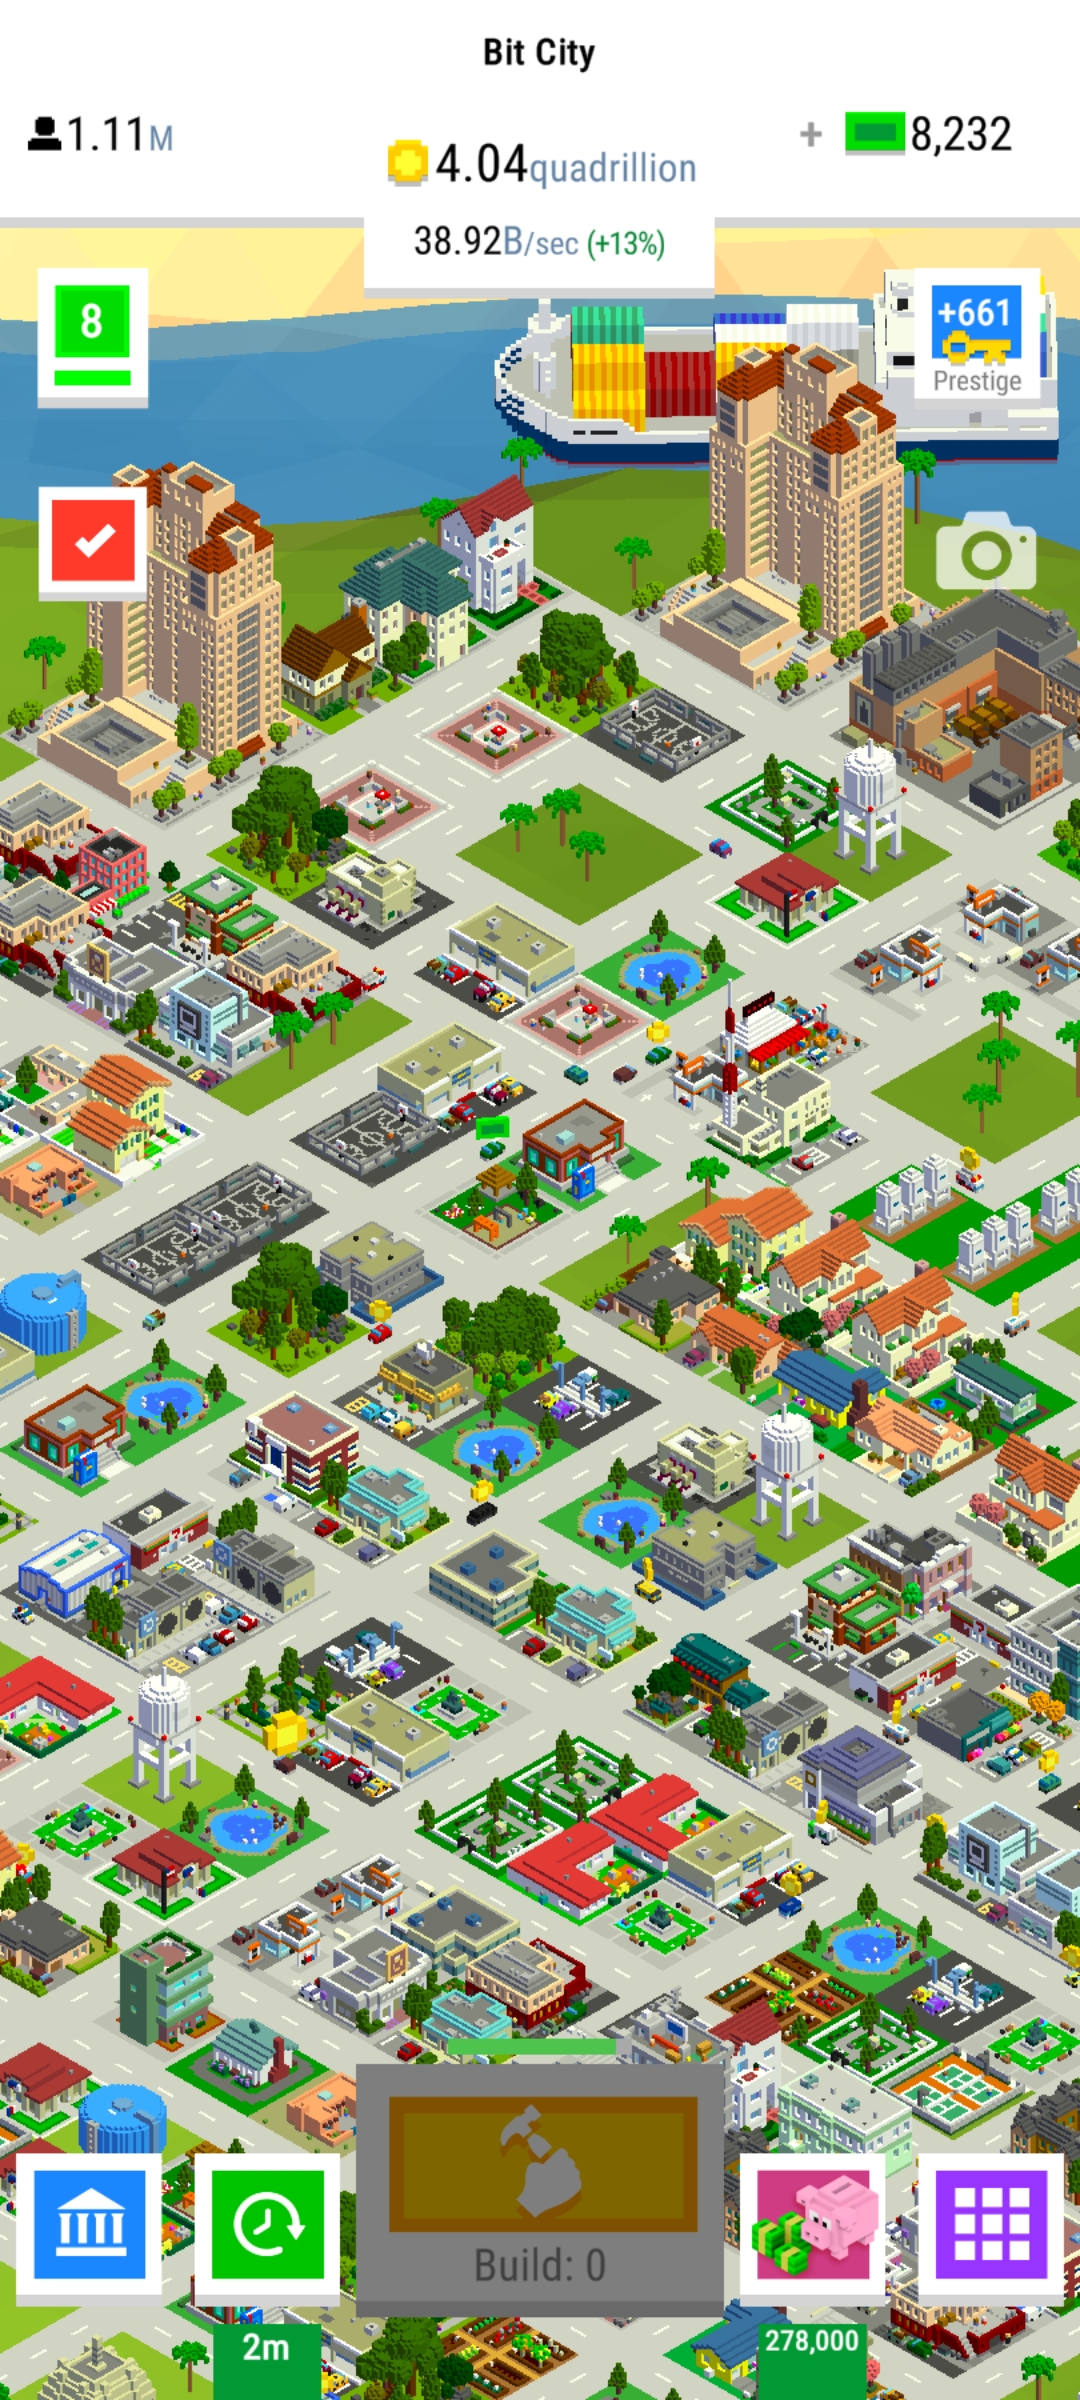 Bit City
1.11M
4.04quadrillion
+ 8,232
38.92B/sec (+13%)
8
+661
Prestige
Build: 0
2m
278,000